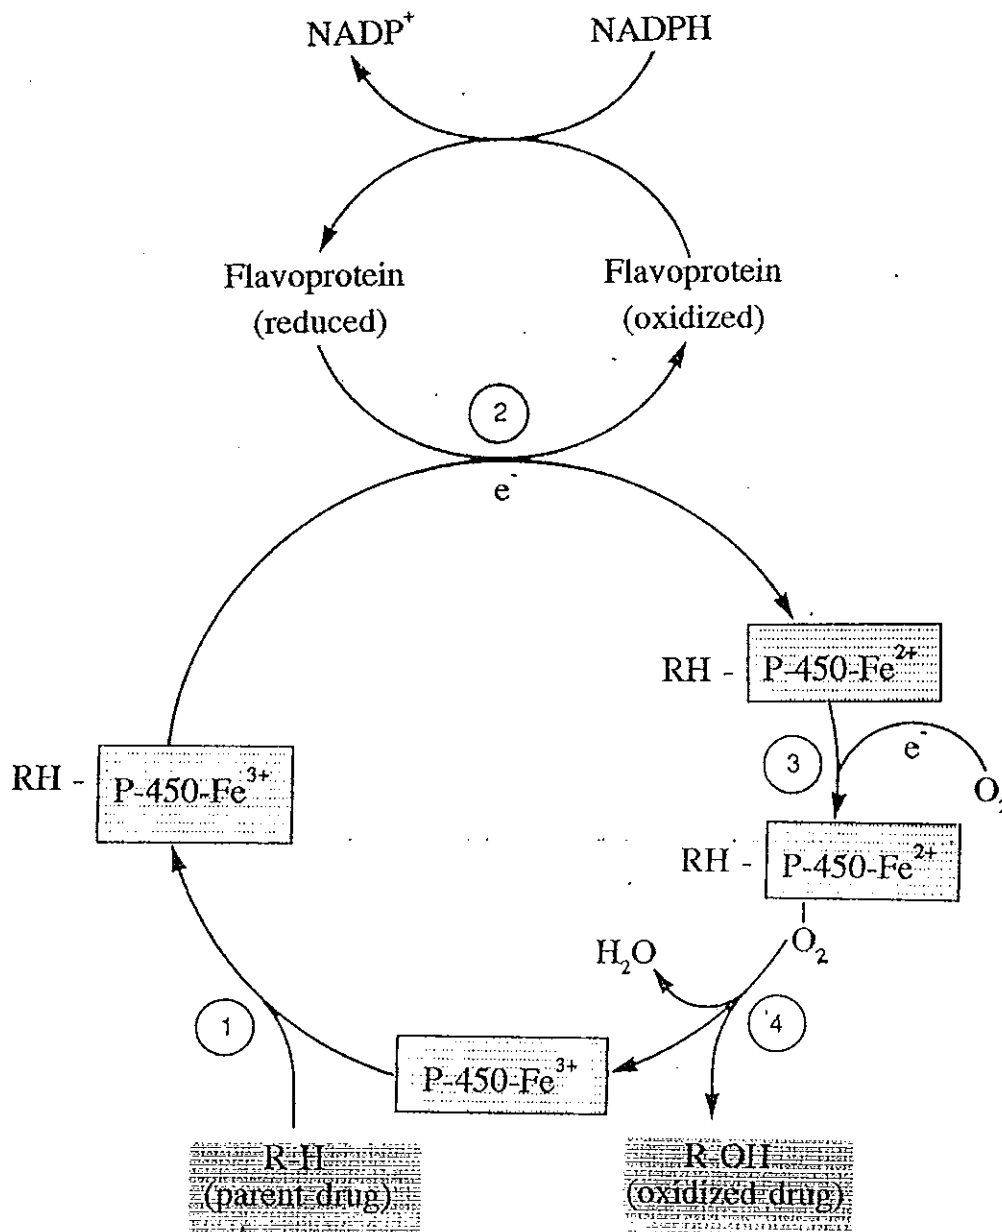 NADP⁺ NADPH
Flavoprotein Flavoprotein
(reduced) (oxidized)
2
e⁻
RH - P-450-Fe²⁺
3 e⁻
RH - P-450-Fe³⁺ O₂
RH - P-450-Fe²⁺
O₂
H₂O
1 4
P-450-Fe³⁺
R-H R-OH
(parent drug) (oxidized drug)